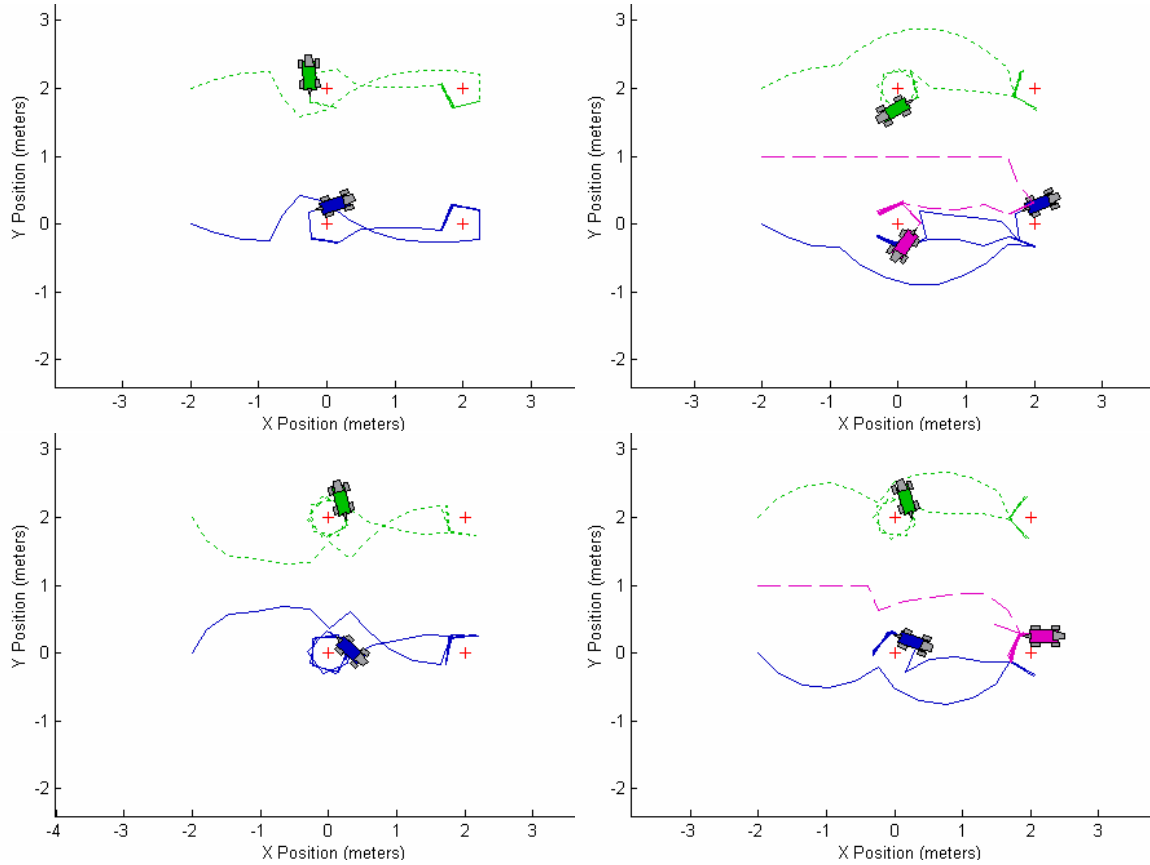 3
2
1
0
-1
-2
Y Position (meters)
-3 -2 -1 0 1 2 3
X Position (meters)
3
2
1
0
-1
-2
Y Position (meters)
-3 -2 -1 0 1 2 3
X Position (meters)
3
2
1
0
-1
-2
Y Position (meters)
-4 -3 -2 -1 0 1 2 3
X Position (meters)
3
2
1
0
-1
-2
Y Position (meters)
-3 -2 -1 0 1 2 3
X Position (meters)